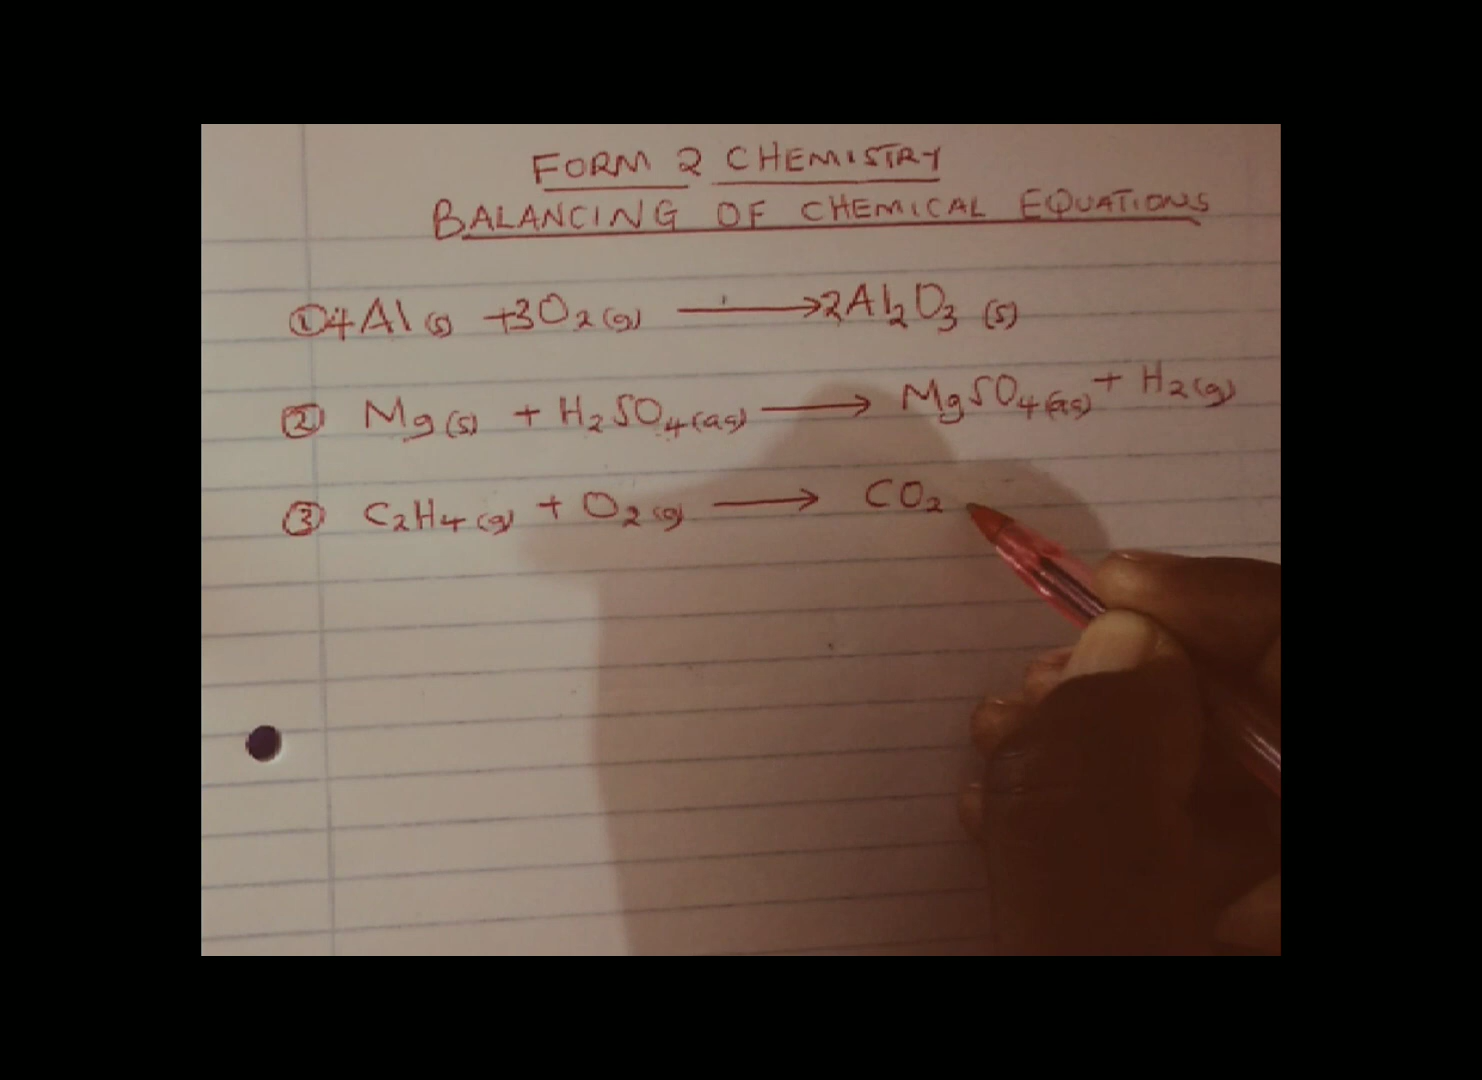 FORM 2 CHEMISTRY
BALANCING OF CHEMICAL EQUATIONS
① 4Al(s) + 3O₂(g) ⟶ 2Al₂O₃ (s)
② Mg(s) + H₂SO₄(aq) ⟶ MgSO₄(aq) + H₂(g)
③ C₂H₄(g) + O₂(g) ⟶ CO₂